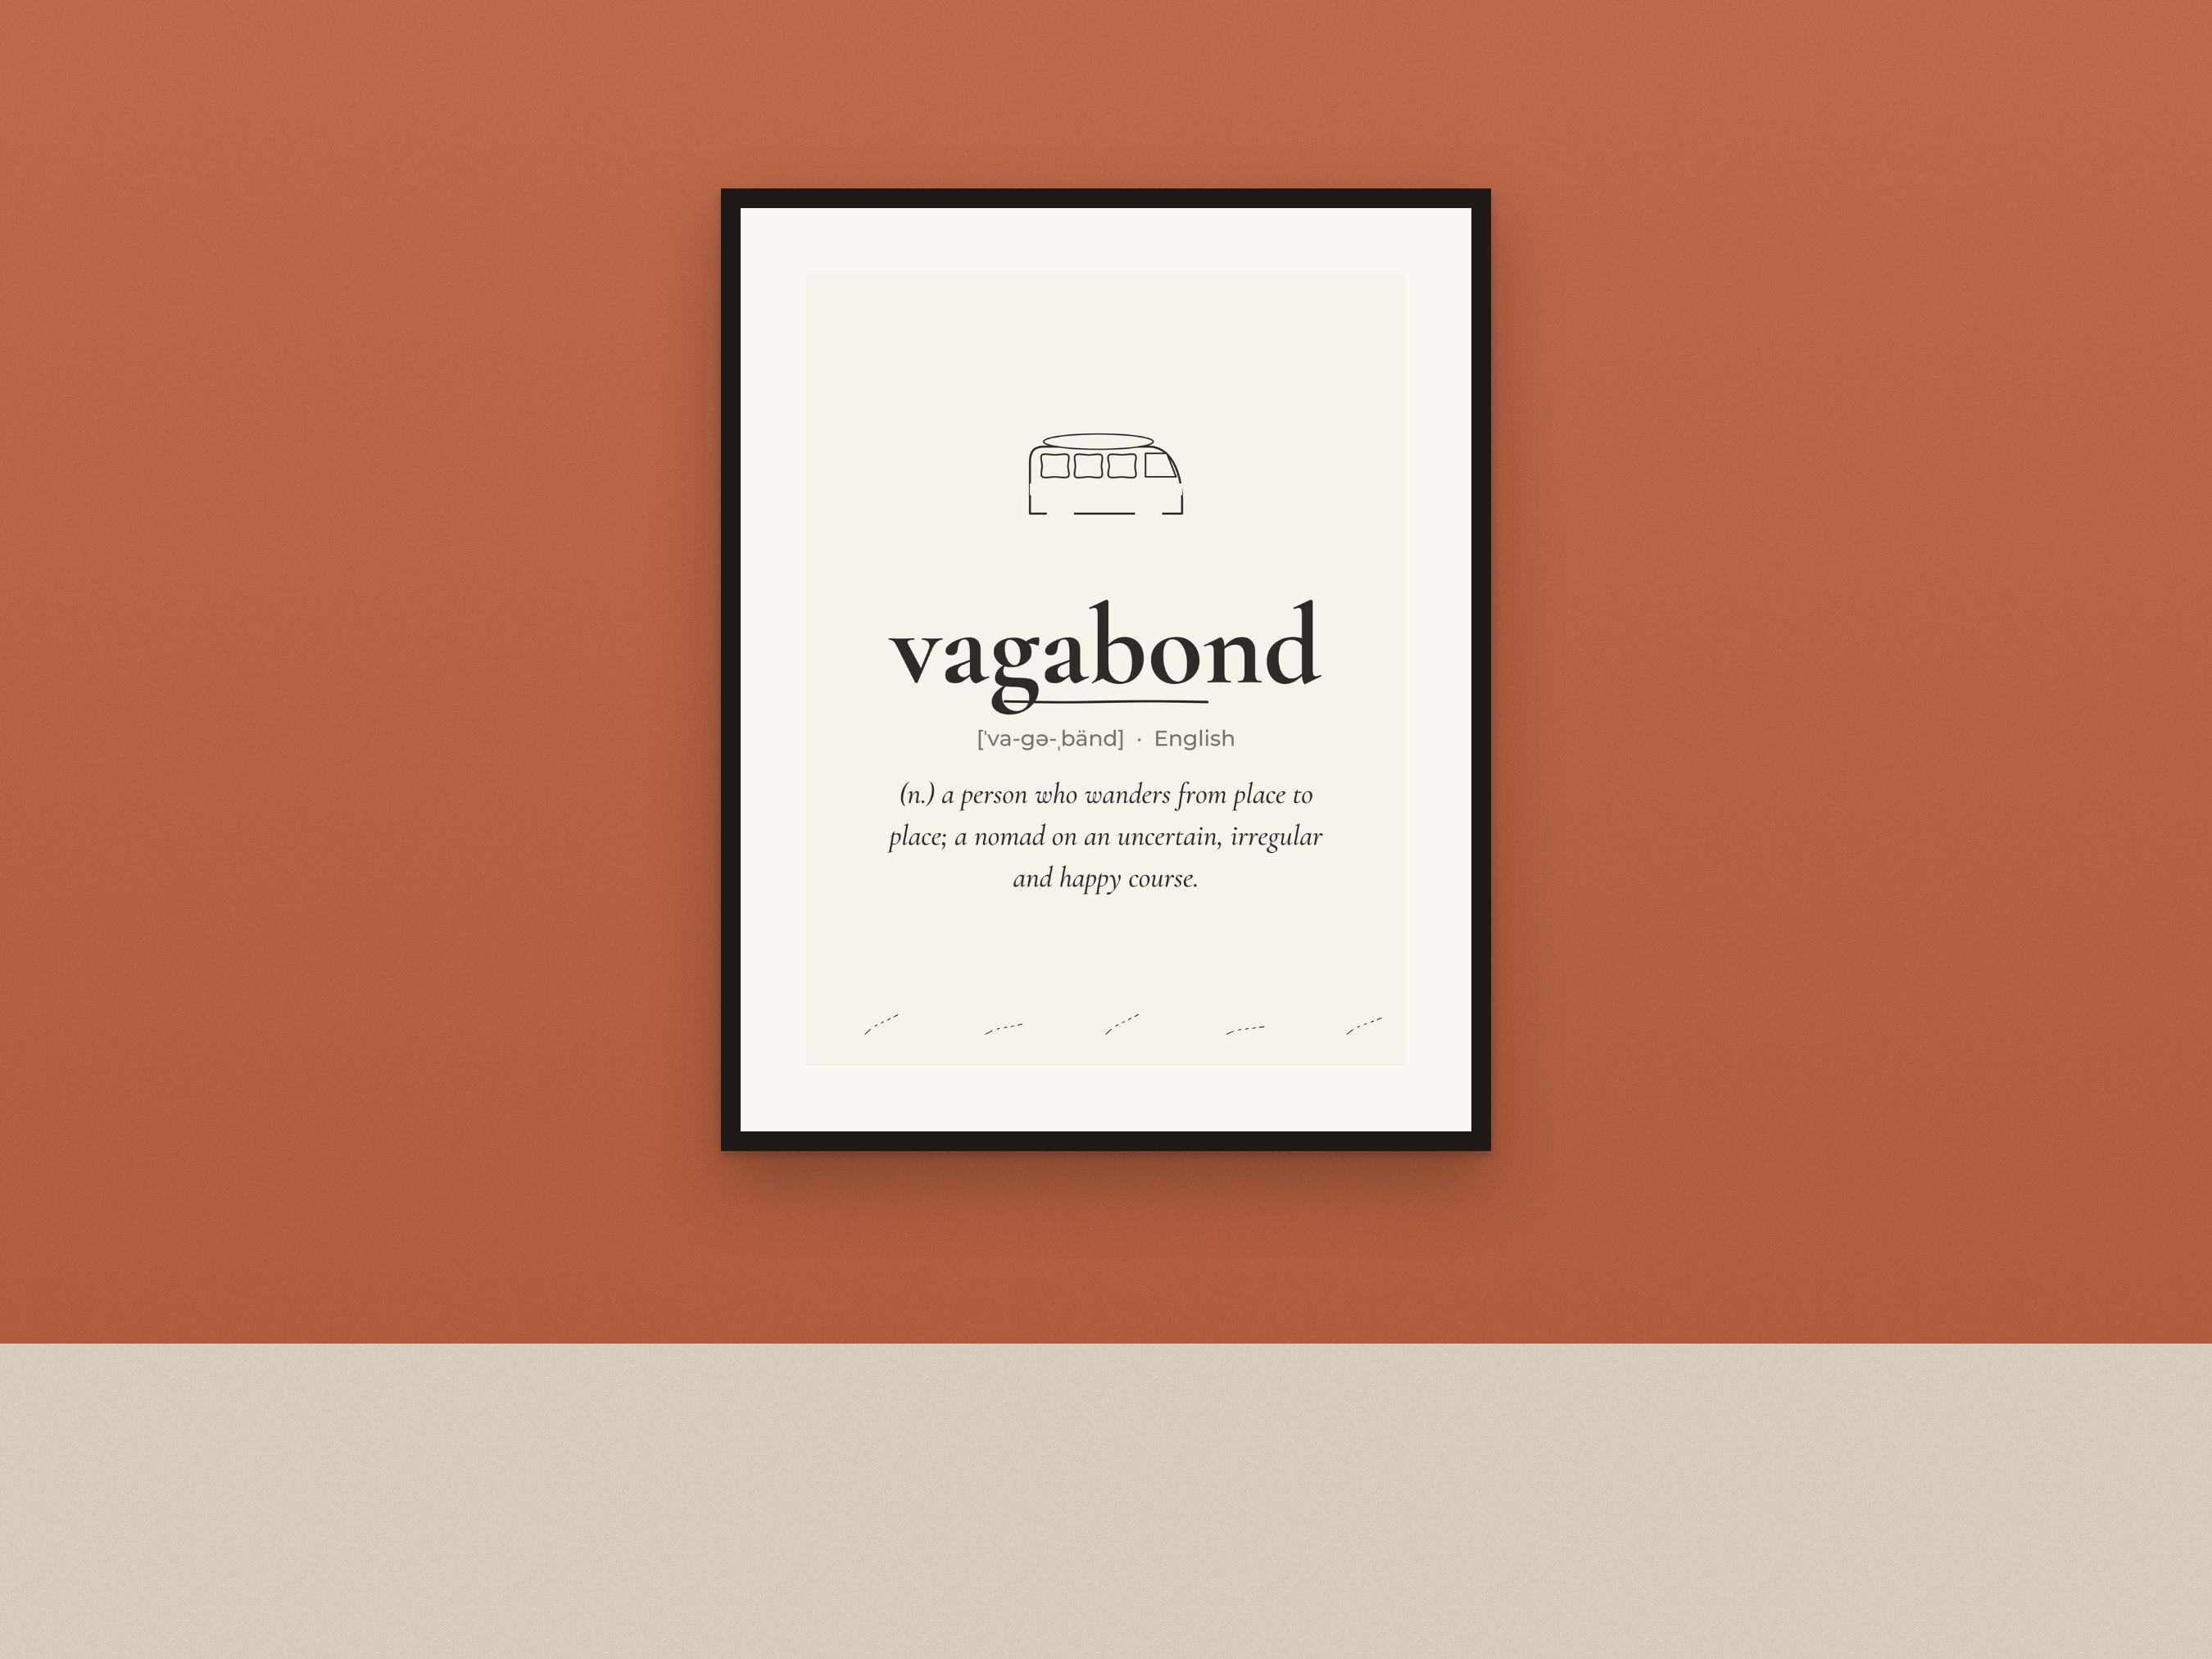 vagabond
[ˈva-gə-ˌbänd] · English
(n.) a person who wanders from place to
place; a nomad on an uncertain, irregular
and happy course.